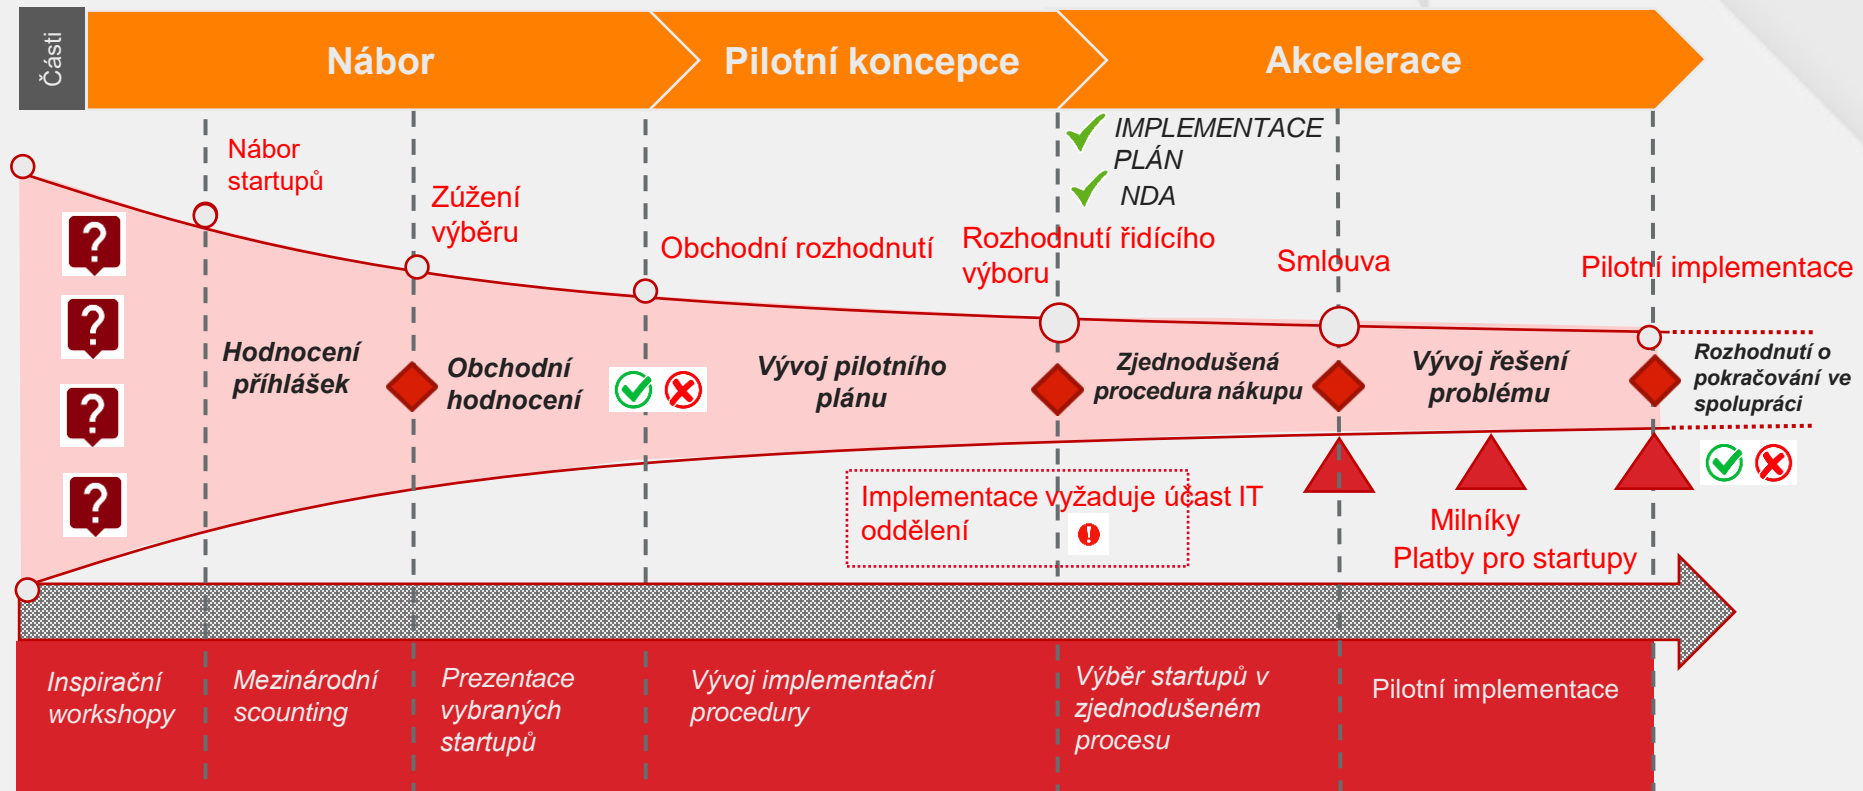 Části
Nábor
Pilotní koncepce
Akcelerace
IMPLEMENTACE
PLÁN
NDA
Nábor
startupů
Zúžení
výběru
Obchodní rozhodnutí
Rozhodnutí řidícího
výboru
Smlouva
Pilotní implementace
?
?
?
?
Hodnocení
příhlášek
Obchodní
hodnocení
Vývoj pilotního
plánu
Zjednodušená
procedura nákupu
Vývoj řešení
problému
Rozhodnutí o
pokračování ve
spolupráci
Implementace vyžaduje účast IT
oddělení
!
Milníky
Platby pro startupy
Inspirační
workshopy
Mezinárodní
scounting
Prezentace
vybraných
startupů
Vývoj implementační
procedury
Výběr startupů v
zjednodušeném
procesu
Pilotní implementace